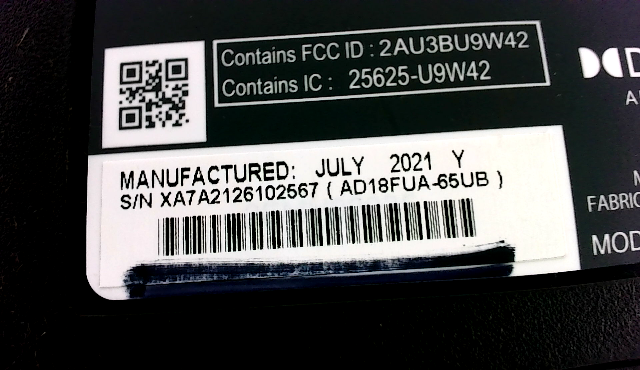 Contains FCC ID : 2AU3BU9W42
Contains IC : 25625-U9W42
MANUFACTURED: JULY 2021 Y
S/N XA7A2126102567 ( AD18FUA-65UB )